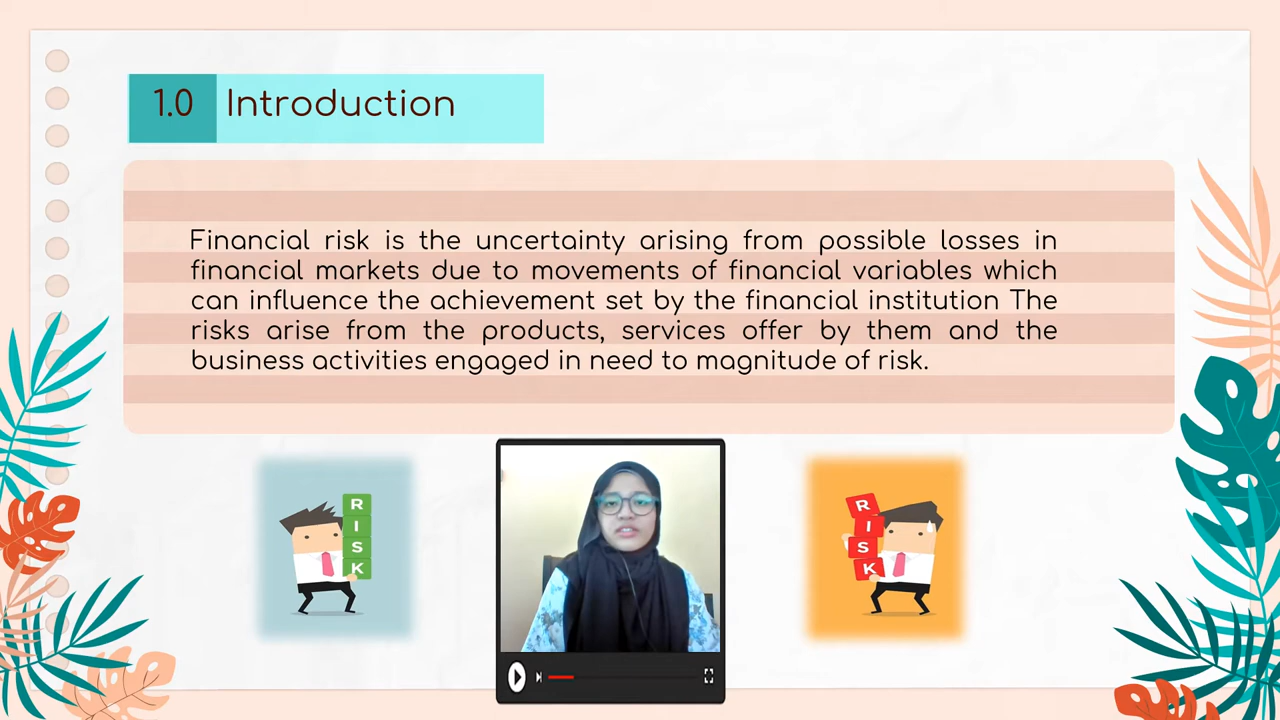 1.0 Introduction
Financial risk is the uncertainty arising from possible losses in
financial markets due to movements of financial variables which
can influence the achievement set by the financial institution The
risks arise from the products, services offer by them and the
business activities engaged in need to magnitude of risk.
R
I
S
K
R
I
S
K